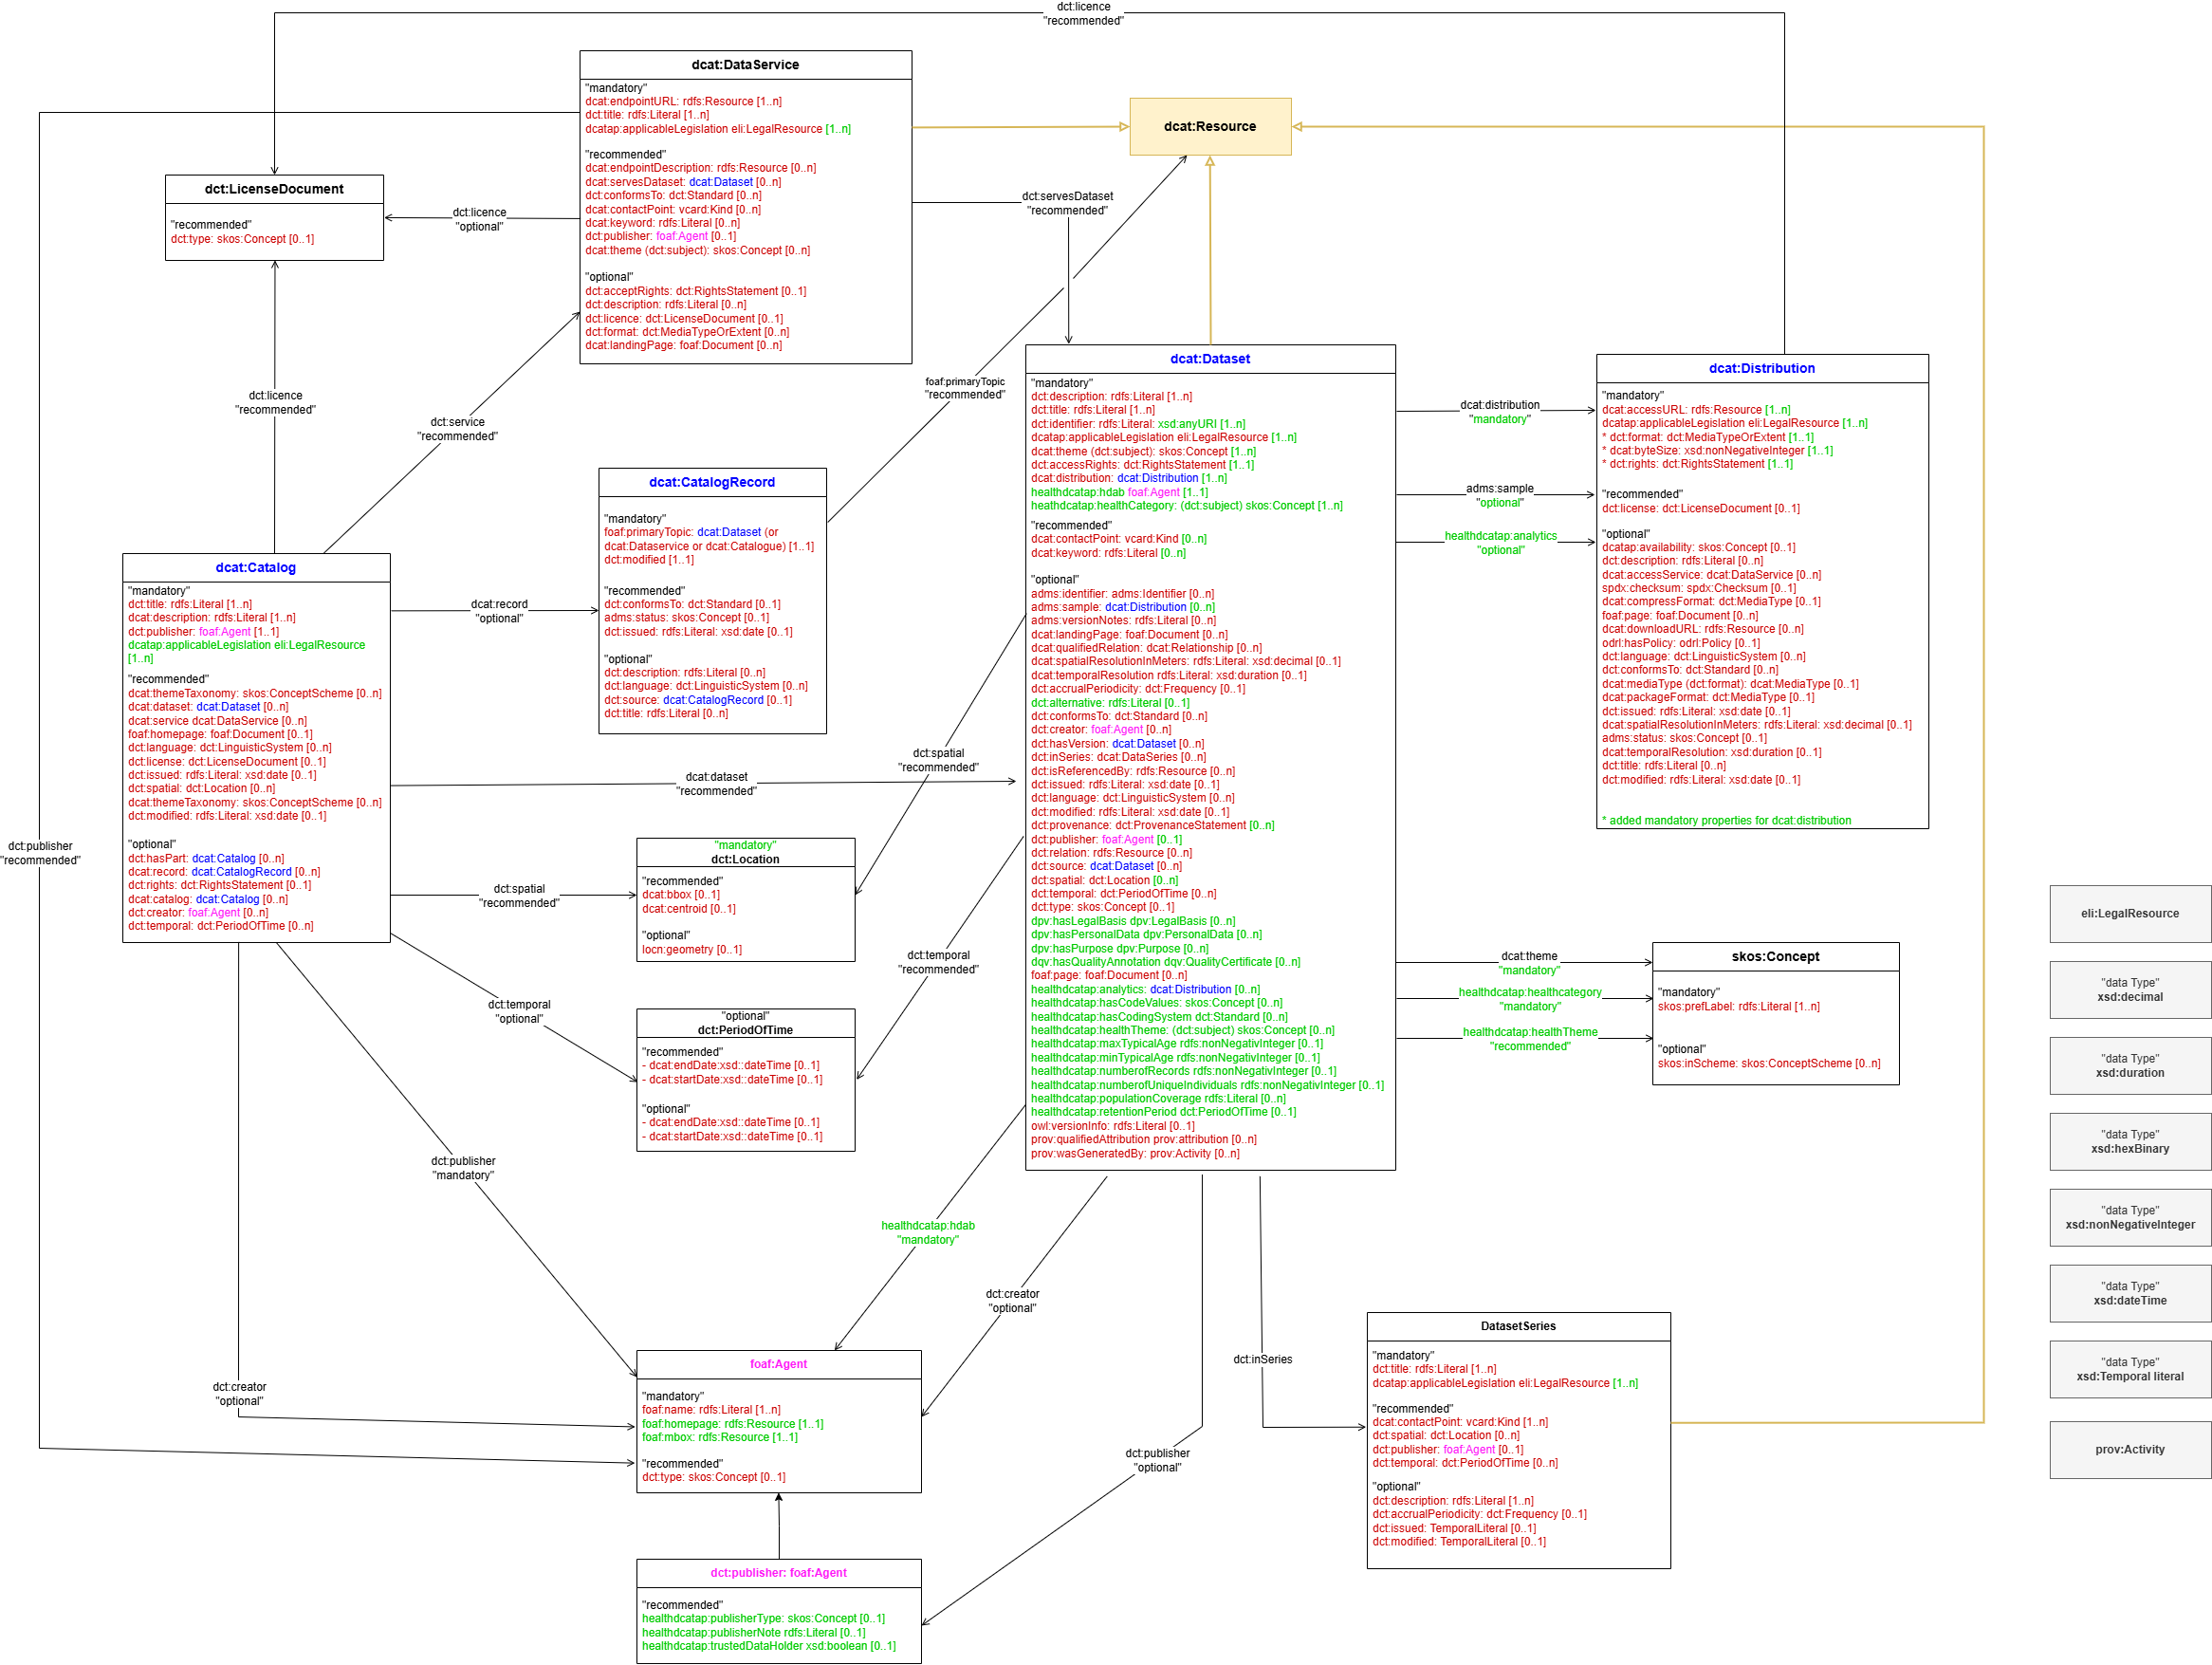 dct:licence
"recommended"
dcat:DataService
"mandatory"
dcat:endpointURL: rdfs:Resource [1..n]
dct:title: rdfs:Literal [1..n]
dcatap:applicableLegislation eli:LegalResource [1..n]
"recommended"
dcat:endpointDescription: rdfs:Resource [0..n]
dcat:servesDataset: dcat:Dataset [0..n]
dct:conformsTo: dct:Standard [0..n]
dcat:contactPoint: vcard:Kind [0..n]
dcat:keyword: rdfs:Literal [0..n]
dct:publisher: foaf:Agent [0..1]
dcat:theme (dct:subject): skos:Concept [0..n]
"optional"
dct:acceptRights: dct:RightsStatement [0..1]
dct:description: rdfs:Literal [0..n]
dct:licence: dct:LicenseDocument [0..1]
dct:format: dct:MediaTypeOrExtent [0..n]
dcat:landingPage: foaf:Document [0..n]
dcat:Resource
dct:LicenseDocument
"recommended"
dct:type: skos:Concept [0..1]
dct:licence
"optional"
dct:servesDataset
"recommended"
dct:licence
"recommended"
dct:service
"recommended"
foaf:primaryTopic
"recommended"
dcat:CatalogRecord
"mandatory"
foaf:primaryTopic: dcat:Dataset (or
dcat:Dataservice or dcat:Catalogue) [1..1]
dct:modified [1..1]
"recommended"
dct:conformsTo: dct:Standard [0..1]
adms:status: skos:Concept [0..1]
dct:issued: rdfs:Literal: xsd:date [0..1]
"optional"
dct:description: rdfs:Literal [0..n]
dct:language: dct:LinguisticSystem [0..n]
dct:source: dcat:CatalogRecord [0..1]
dct:title: rdfs:Literal [0..n]
dcat:Catalog
"mandatory"
dct:title: rdfs:Literal [1..n]
dcat:description: rdfs:Literal [1..n]
dct:publisher: foaf:Agent [1..1]
dcatap:applicableLegislation eli:LegalResource
[1..n]
"recommended"
dcat:themeTaxonomy: skos:ConceptScheme [0..n]
dcat:dataset: dcat:Dataset [0..n]
dcat:service dcat:DataService [0..n]
foaf:homepage: foaf:Document [0..1]
dct:language: dct:LinguisticSystem [0..n]
dct:license: dct:LicenseDocument [0..1]
dct:issued: rdfs:Literal: xsd:date [0..1]
dct:spatial: dct:Location [0..n]
dcat:themeTaxonomy: skos:ConceptScheme [0..n]
dct:modified: rdfs:Literal: xsd:date [0..1]
"optional"
dct:hasPart: dcat:Catalog [0..n]
dcat:record: dcat:CatalogRecord [0..n]
dct:rights: dct:RightsStatement [0..1]
dcat:catalog: dcat:Catalog [0..n]
dct:creator: foaf:Agent [0..n]
dct:temporal: dct:PeriodOfTime [0..n]
dcat:record
"optional"
dct:spatial
"recommended"
dcat:dataset
"recommended"
dct:publisher
"recommended"
dct:spatial
"recommended"
"mandatory"
dct:Location
"recommended"
dcat:bbox [0..1]
dcat:centroid [0..1]
"optional"
locn:geometry [0..1]
dct:temporal
"recommended"
dct:temporal
"optional"
"optional"
dct:PeriodOfTime
"recommended"
- dcat:endDate:xsd::dateTime [0..1]
- dcat:startDate:xsd::dateTime [0..1]
"optional"
- dcat:endDate:xsd::dateTime [0..1]
- dcat:startDate:xsd::dateTime [0..1]
dcat:Dataset
"mandatory"
dct:description: rdfs:Literal [1..n]
dct:title: rdfs:Literal [1..n]
dct:identifier: rdfs:Literal: xsd:anyURI [1..n]
dcatap:applicableLegislation eli:LegalResource [1..n]
dcat:theme (dct:subject): skos:Concept [1..n]
dct:accessRights: dct:RightsStatement [1..1]
dcat:distribution: dcat:Distribution [1..n]
healthdcatap:hdab foaf:Agent [1..1]
heathdcatap:healthCategory: (dct:subject) skos:Concept [1..n]
"recommended"
dcat:contactPoint: vcard:Kind [0..n]
dcat:keyword: rdfs:Literal [0..n]
"optional"
adms:identifier: adms:Identifier [0..n]
adms:sample: dcat:Distribution [0..n]
adms:versionNotes: rdfs:Literal [0..n]
dcat:landingPage: foaf:Document [0..n]
dcat:qualifiedRelation: dcat:Relationship [0..n]
dcat:spatialResolutionInMeters: rdfs:Literal: xsd:decimal [0..1]
dcat:temporalResolution rdfs:Literal: xsd:duration [0..1]
dct:accrualPeriodicity: dct:Frequency [0..1]
dct:alternative: rdfs:Literal [0..1]
dct:conformsTo: dct:Standard [0..n]
dct:creator: foaf:Agent [0..n]
dct:hasVersion: dcat:Dataset [0..n]
dct:inSeries: dcat:DataSeries [0..n]
dct:isReferencedBy: rdfs:Resource [0..n]
dct:issued: rdfs:Literal: xsd:date [0..1]
dct:language: dct:LinguisticSystem [0..n]
dct:modified: rdfs:Literal: xsd:date [0..1]
dct:provenance: dct:ProvenanceStatement [0..n]
dct:publisher: foaf:Agent [0..1]
dct:relation: rdfs:Resource [0..n]
dct:source: dcat:Dataset [0..n]
dct:spatial: dct:Location [0..n]
dct:temporal: dct:PeriodOfTime [0..n]
dct:type: skos:Concept [0..1]
dpv:hasLegalBasis dpv:LegalBasis [0..n]
dpv:hasPersonalData dpv:PersonalData [0..n]
dpv:hasPurpose dpv:Purpose [0..n]
dqv:hasQualityAnnotation dqv:QualityCertificate [0..n]
foaf:page: foaf:Document [0..n]
healthdcatap:analytics: dcat:Distribution [0..n]
healthdcatap:hasCodeValues: skos:Concept [0..n]
healthdcatap:hasCodingSystem dct:Standard [0..n]
healthdcatap:healthTheme: (dct:subject) skos:Concept [0..n]
healthdcatap:maxTypicalAge rdfs:nonNegativInteger [0..1]
healthdcatap:minTypicalAge rdfs:nonNegativInteger [0..1]
healthdcatap:numberofRecords rdfs:nonNegativInteger [0..1]
healthdcatap:numberofUniqueIndividuals rdfs:nonNegativInteger [0..1]
healthdcatap:populationCoverage rdfs:Literal [0..n]
healthdcatap:retentionPeriod dct:PeriodOfTime [0..1]
owl:versionInfo: rdfs:Literal [0..1]
prov:qualifiedAttribution prov:attribution [0..n]
prov:wasGeneratedBy: prov:Activity [0..n]
dcat:distribution
"mandatory"
adms:sample
"optional"
healthdcatap:analytics
"optional"
dcat:Distribution
"mandatory"
dcat:accessURL: rdfs:Resource [1..n]
dcatap:applicableLegislation eli:LegalResource [1..n]
* dct:format: dct:MediaTypeOrExtent [1..1]
* dcat:byteSize: xsd:nonNegativeInteger [1..1]
* dct:rights: dct:RightsStatement [1..1]
"recommended"
dct:license: dct:LicenseDocument [0..1]
"optional"
dcatap:availability: skos:Concept [0..1]
dct:description: rdfs:Literal [0..n]
dcat:accessService: dcat:DataService [0..n]
spdx:checksum: spdx:Checksum [0..1]
dcat:compressFormat: dct:MediaType [0..1]
foaf:page: foaf:Document [0..n]
dcat:downloadURL: rdfs:Resource [0..n]
odrl:hasPolicy: odrl:Policy [0..1]
dct:language: dct:LinguisticSystem [0..n]
dct:conformsTo: dct:Standard [0..n]
dcat:mediaType (dct:format): dcat:MediaType [0..1]
dcat:packageFormat: dct:MediaType [0..1]
dct:issued: rdfs:Literal: xsd:date [0..1]
dcat:spatialResolutionInMeters: rdfs:Literal: xsd:decimal [0..1]
adms:status: skos:Concept [0..1]
dcat:temporalResolution: xsd:duration [0..1]
dct:title: rdfs:Literal [0..n]
dct:modified: rdfs:Literal: xsd:date [0..1]
* added mandatory properties for dcat:distribution
dcat:theme
"mandatory"
healthdcatap:healthcategory
"mandatory"
healthdcatap:healthTheme
"recommended"
skos:Concept
"mandatory"
skos:prefLabel: rdfs:Literal [1..n]
"optional"
skos:inScheme: skos:ConceptScheme [0..n]
eli:LegalResource
"data Type"
xsd:decimal
"data Type"
xsd:duration
"data Type"
xsd:hexBinary
"data Type"
xsd:nonNegativeInteger
"data Type"
xsd:dateTime
"data Type"
xsd:Temporal literal
prov:Activity
dct:publisher
"mandatory"
healthdcatap:hdab
"mandatory"
dct:creator
"optional"
dct:creator
"optional"
dct:inSeries
dct:publisher
"optional"
foaf:Agent
"mandatory"
foaf:name: rdfs:Literal [1..n]
foaf:homepage: rdfs:Resource [1..1]
foaf:mbox: rdfs:Resource [1..1]
"recommended"
dct:type: skos:Concept [0..1]
dct:publisher: foaf:Agent
"recommended"
healthdcatap:publisherType: skos:Concept [0..1]
healthdcatap:publisherNote rdfs:Literal [0..1]
healthdcatap:trustedDataHolder xsd:boolean [0..1]
DatasetSeries
"mandatory"
dct:title: rdfs:Literal [1..n]
dcatap:applicableLegislation eli:LegalResource [1..n]
"recommended"
dcat:contactPoint: vcard:Kind [1..n]
dct:spatial: dct:Location [0..n]
dct:publisher: foaf:Agent [0..1]
dct:temporal: dct:PeriodOfTime [0..n]
"optional"
dct:description: rdfs:Literal [1..n]
dct:accrualPeriodicity: dct:Frequency [0..1]
dct:issued: TemporalLiteral [0..1]
dct:modified: TemporalLiteral [0..1]